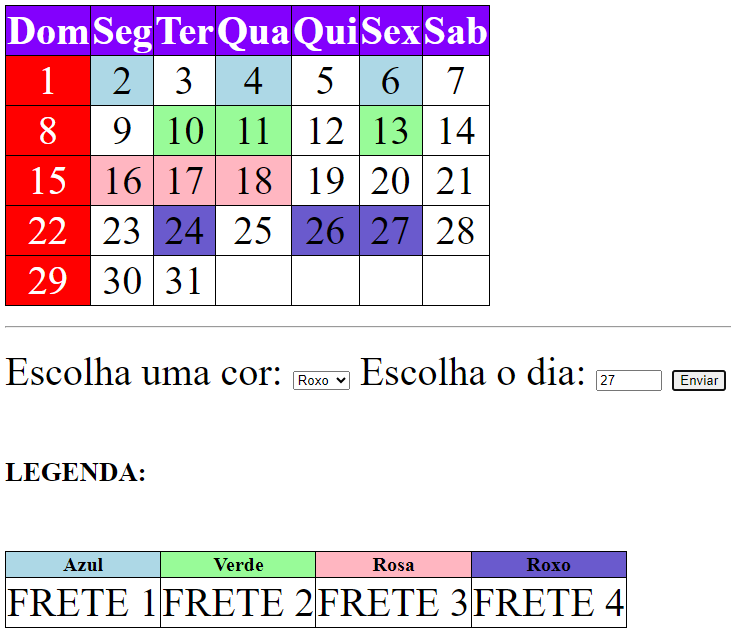 Dom Seg Ter Qua Qui Sex Sab
1 2 3 4 5 6 7
8 9 10 11 12 13 14
15 16 17 18 19 20 21
22 23 24 25 26 27 28
29 30 31
Escolha uma cor: Roxo Escolha o dia: 27 Enviar
LEGENDA:
Azul Verde Rosa Roxo
FRETE 1 FRETE 2 FRETE 3 FRETE 4